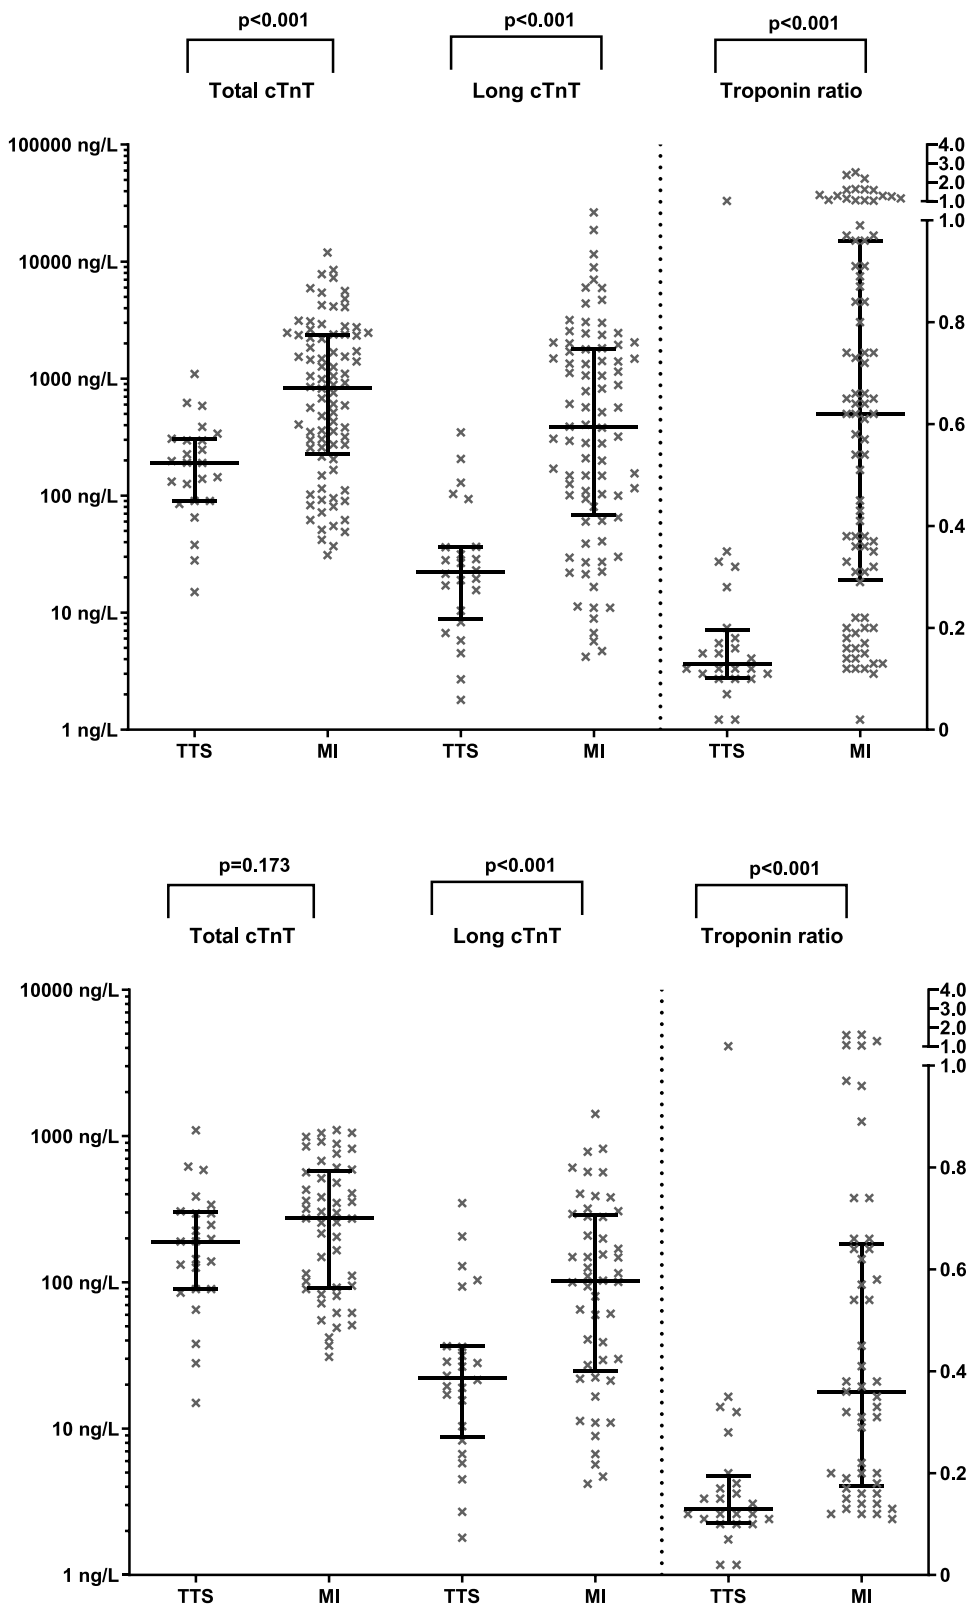 p<0.001 p<0.001 p<0.001
Total cTnT Long cTnT Troponin ratio
100000 ng/L 4.0
3.0
2.0
1.0
1.0
10000 ng/L
0.8
1000 ng/L
0.6
100 ng/L
0.4
10 ng/L
0.2
1 ng/L 0
TTS MI TTS MI TTS MI
p=0.173 p<0.001 p<0.001
Total cTnT Long cTnT Troponin ratio
10000 ng/L 4.0
3.0
2.0
1.0
1.0
1000 ng/L
0.8
0.6
100 ng/L
0.4
10 ng/L
0.2
1 ng/L 0
TTS MI TTS MI TTS MI